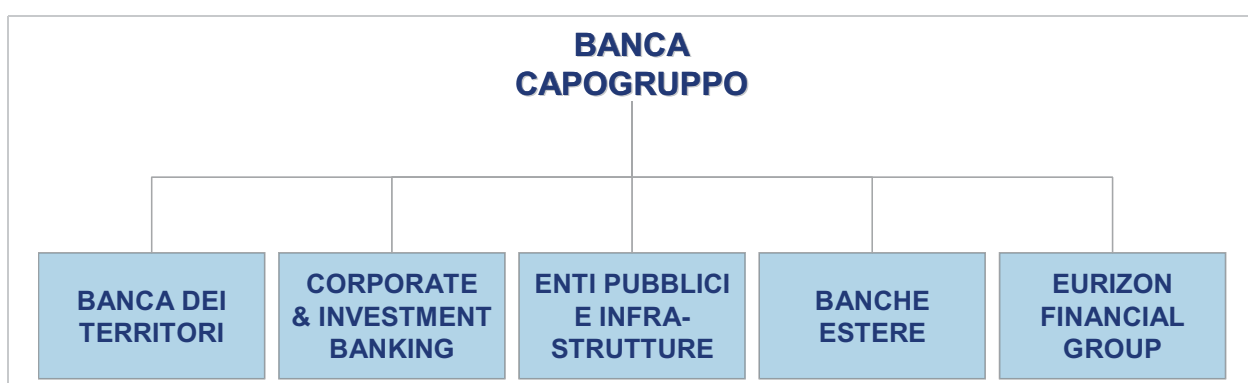 BANCA
CAPOGRUPPO
BANCA DEI
TERRITORI
CORPORATE
& INVESTMENT
BANKING
ENTI PUBBLICI
E INFRA-
STRUTTURE
BANCHE
ESTERE
EURIZON
FINANCIAL
GROUP